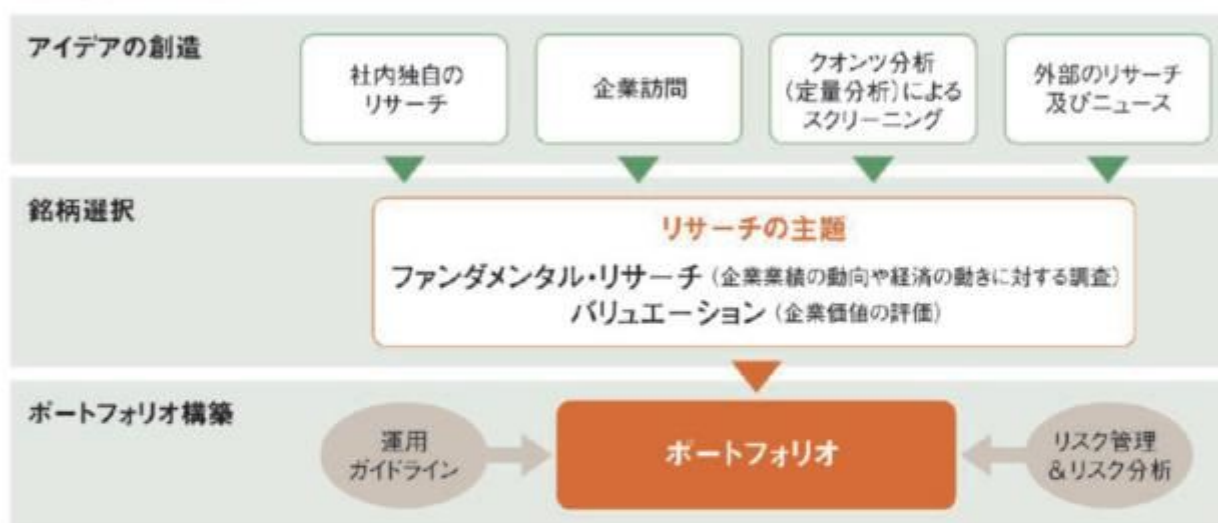 アイデアの創造
社内独自の
リサーチ
企業訪問
クオンツ分析
(定量分析)による
スクリーニング
外部のリサーチ
及びニュース
銘柄選択
リサーチの主題
ファンダメンタル・リサーチ(企業業績の動向や経済の動きに対する調査)
バリュエーション(企業価値の評価)
ポートフォリオ構築
運用
ガイドライン
ポートフォリオ
リスク管理
&リスク分析